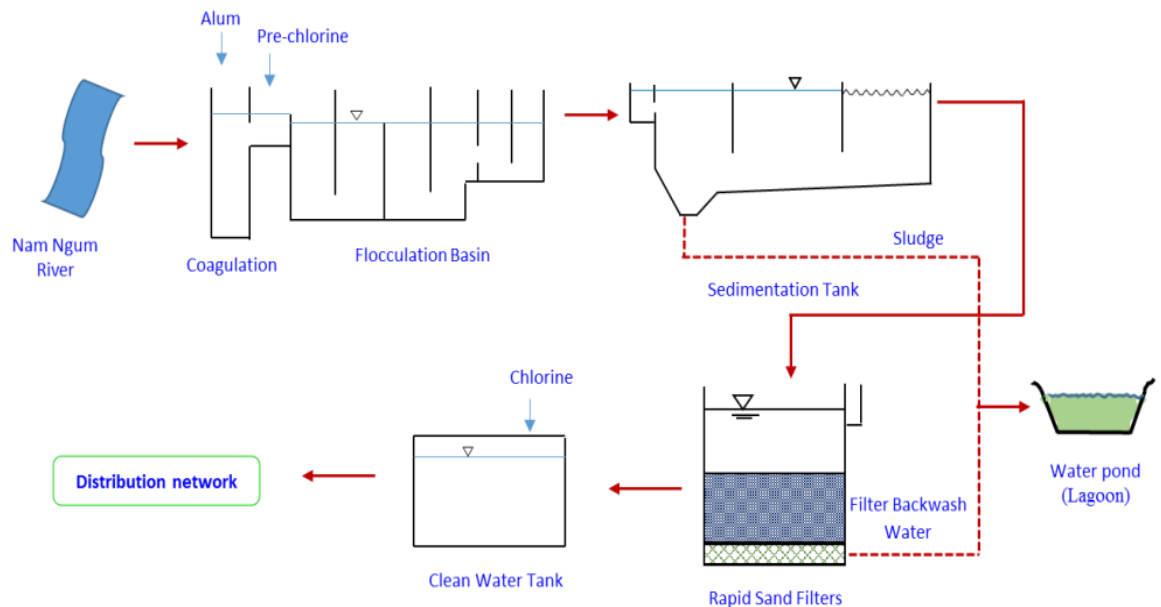 Alum
Pre-chlorine
Nam Ngum
River
Coagulation
Flocculation Basin
Sludge
Sedimentation Tank
Chlorine
Distribution network
Clean Water Tank
Filter Backwash
Water
Rapid Sand Filters
Water pond
(Lagoon)